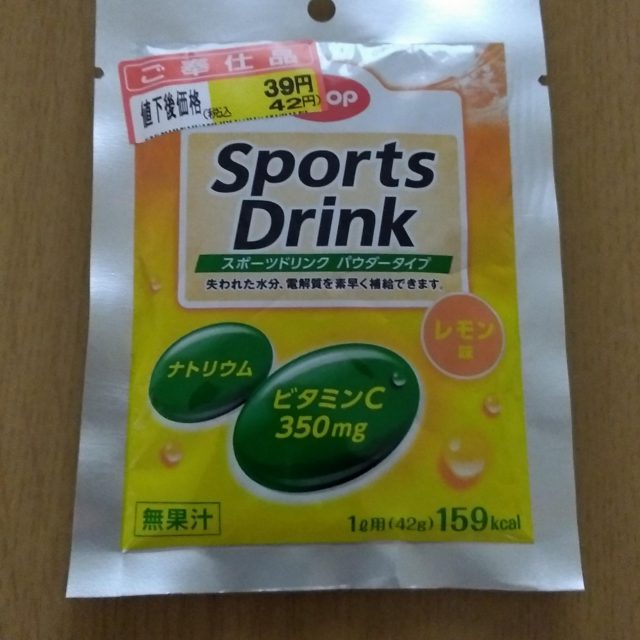 ご奉仕品
39円
値下後価格(税込 42円)
op
Sports
Drink
スポーツドリンク パウダータイプ
失われた水分、電解質を素早く補給できます。
レモン
味
ナトリウム
ビタミンC
350mg
無果汁
1ℓ用(42g)159kcal